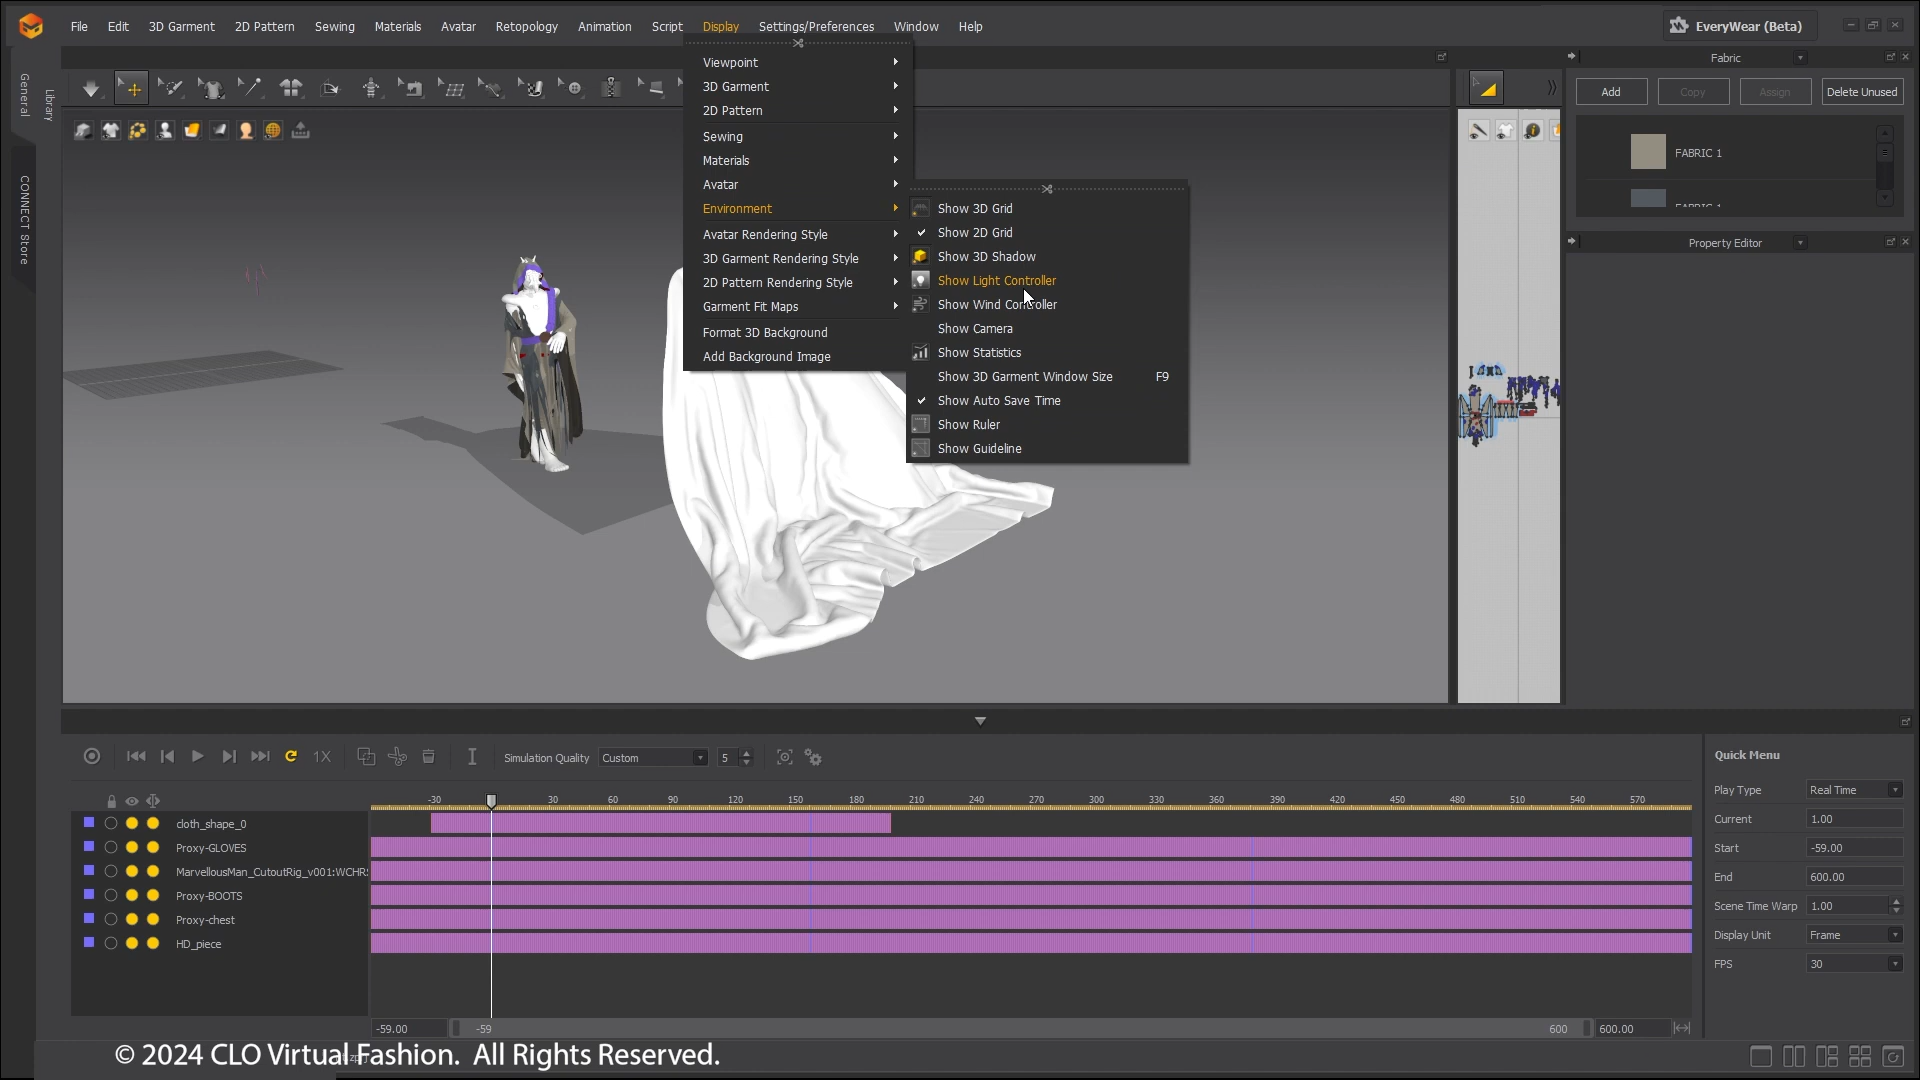 File Edit 3D Garment 2D Pattern Sewing Materials Avatar Retopology Animation Script Display Settings/Preferences Window Help EveryWear (Beta)
General
Library
CONNECT Store
Viewpoint
3D Garment
2D Pattern
Sewing
Materials
Avatar
Environment
Avatar Rendering Style
3D Garment Rendering Style
2D Pattern Rendering Style
Garment Fit Maps
Format 3D Background
Add Background Image
Show 3D Grid
Show 2D Grid
Show 3D Shadow
Show Light Controller
Show Wind Controller
Show Camera
Show Statistics
Show 3D Garment Window Size F9
Show Auto Save Time
Show Ruler
Show Guideline
Fabric
Add Copy Assign Delete Unused
FABRIC 1
FABRIC 1
Property Editor
1X Simulation Quality Custom 5
-30 30 60 90 120 150 180 210 240 270 300 330 360 390 420 450 480 510 540 570
cloth_shape_0
Proxy-GLOVES
MarvellousMan_CutoutRig_v001:WCHR
Proxy-BOOTS
Proxy-chest
HD_piece
-59.00 -59 600 600.00
Quick Menu
Play Type Real Time
Current 1.00
Start -59.00
End 600.00
Scene Time Warp 1.00
Display Unit Frame
FPS 30
© 2024 CLO Virtual Fashion. All Rights Reserved.